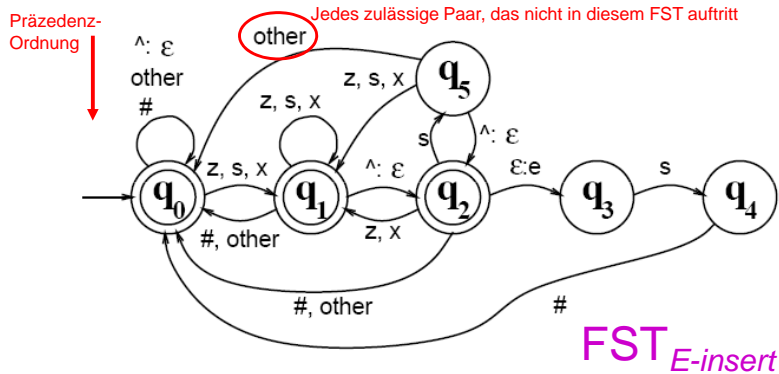 Präzedenz-
Ordnung
Jedes zulässige Paar, das nicht in diesem FST auftritt
other
^: ε
other
#
z, s, x
z, s, x
q5
s
^: ε
z, s, x
^: ε
ε:e
s
q0
q1
q2
q3
q4
#, other
z, x
#, other
#
FST E-insert